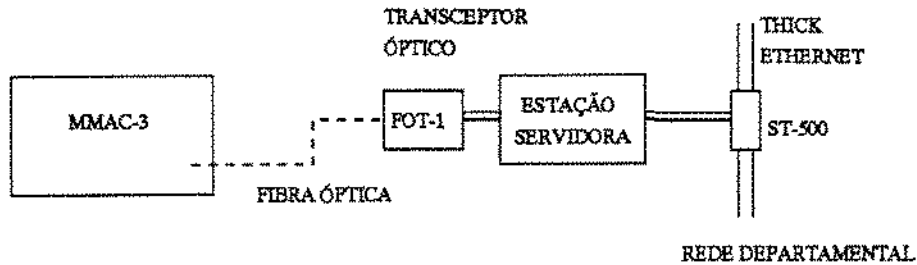 TRANSCEPTOR
ÓPTICO
THICK
ETHERNET
MMAC-3
FOT-1
ESTAÇÃO
SERVIDORA
ST-500
FIBRA ÓPTICA
REDE DEPARTAMENTAL